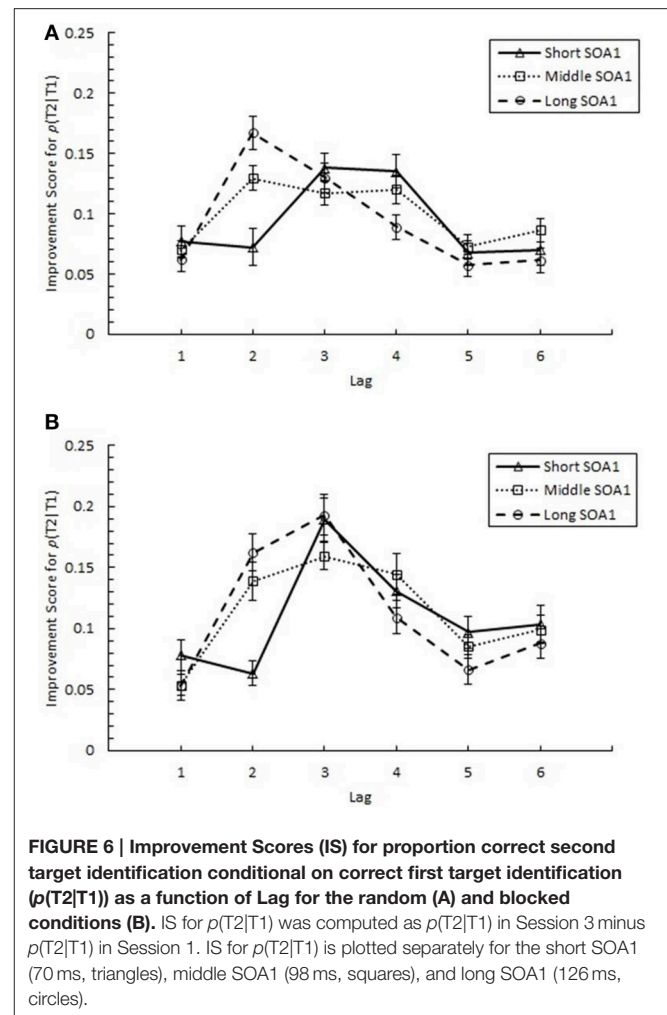 A
0.25
0.2
0.15
0.1
0.05
0
Improvement Score for p(T2|T1)
Short SOA1
Middle SOA1
Long SOA1
1 2 3 4 5 6
Lag
B
0.25
0.2
0.15
0.1
0.05
0
Improvement Score for p(T2|T1)
Short SOA1
Middle SOA1
Long SOA1
1 2 3 4 5 6
Lag
FIGURE 6 | Improvement Scores (IS) for proportion correct second
target identification conditional on correct first target identification
(p(T2|T1)) as a function of Lag for the random (A) and blocked
conditions (B). IS for p(T2|T1) was computed as p(T2|T1) in Session 3 minus
p(T2|T1) in Session 1. IS for p(T2|T1) is plotted separately for the short SOA1
(70 ms, triangles), middle SOA1 (98 ms, squares), and long SOA1 (126 ms,
circles).